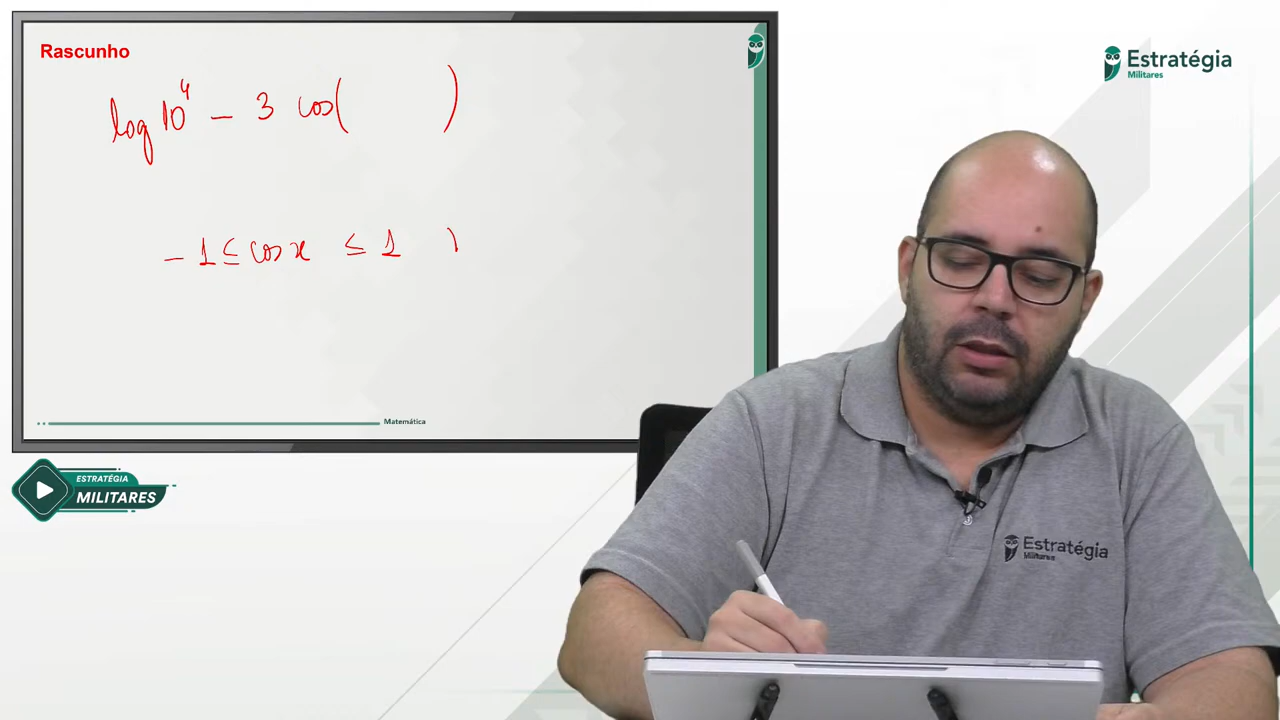 Rascunho
log 10⁴ - 3 cos( )
-1 ≤ cos x ≤ 1
Matemática
ESTRATÉGIA
MILITARES
Estratégia
Militares
Estratégia
Militares